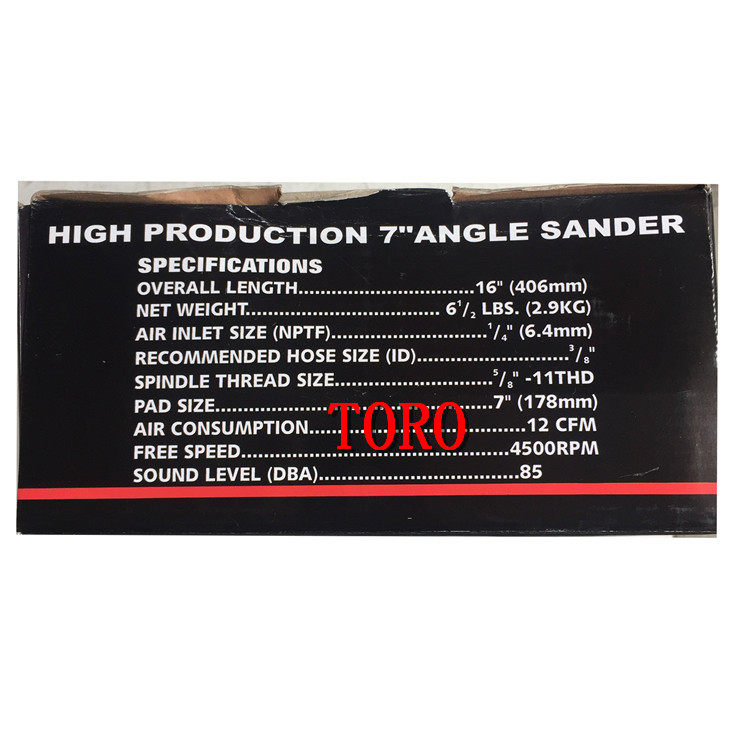 HIGH PRODUCTION 7"ANGLE SANDER
SPECIFICATIONS
OVERALL LENGTH..........................16" (406mm)
NET WEIGHT............................. 6 1/2 LBS. (2.9KG)
AIR INLET SIZE (NPTF).......................1/4" (6.4mm)
RECOMMENDED HOSE SIZE (ID).......................3/8"
SPINDLE THREAD SIZE.......................5/8" -11THD
PAD SIZE..........................................7" (178mm)
AIR CONSUMPTION................................12 CFM
FREE SPEED........................................4500RPM
SOUND LEVEL (DBA)..............................85
TORO